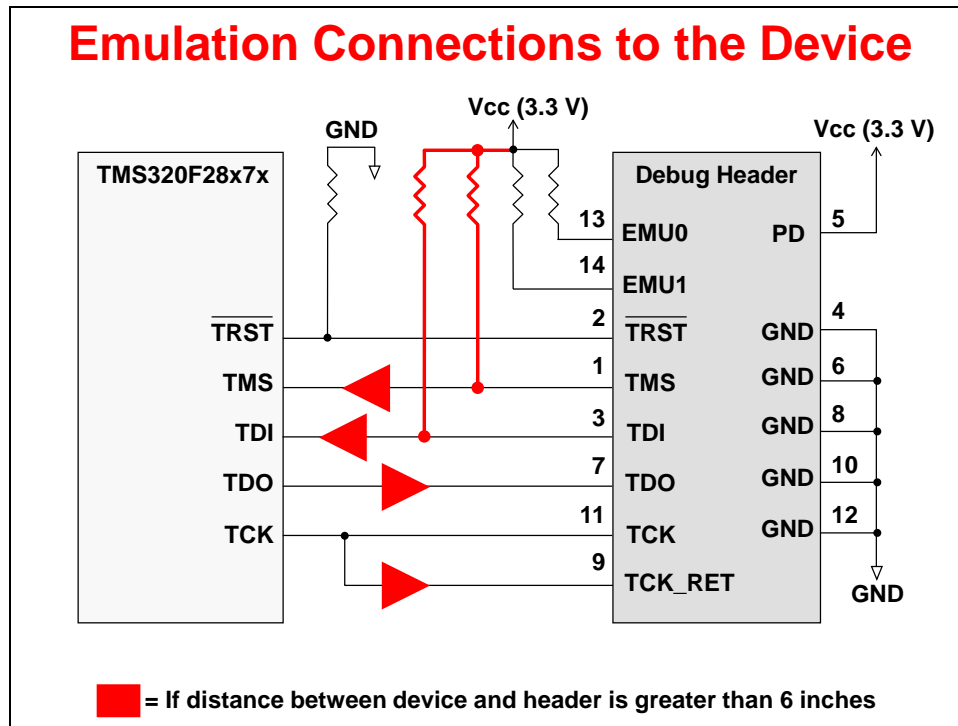 Emulation Connections to the Device
Vcc (3.3 V)
GND
Vcc (3.3 V)
TMS320F28x7x
Debug Header
13
EMU0
PD
5
14
EMU1
TRST
2
TRST
GND
4
TMS
1
TMS
GND
6
TDI
3
TDI
GND
8
TDO
7
TDO
GND
10
TCK
11
TCK
GND
12
9
TCK_RET
GND
= If distance between device and header is greater than 6 inches